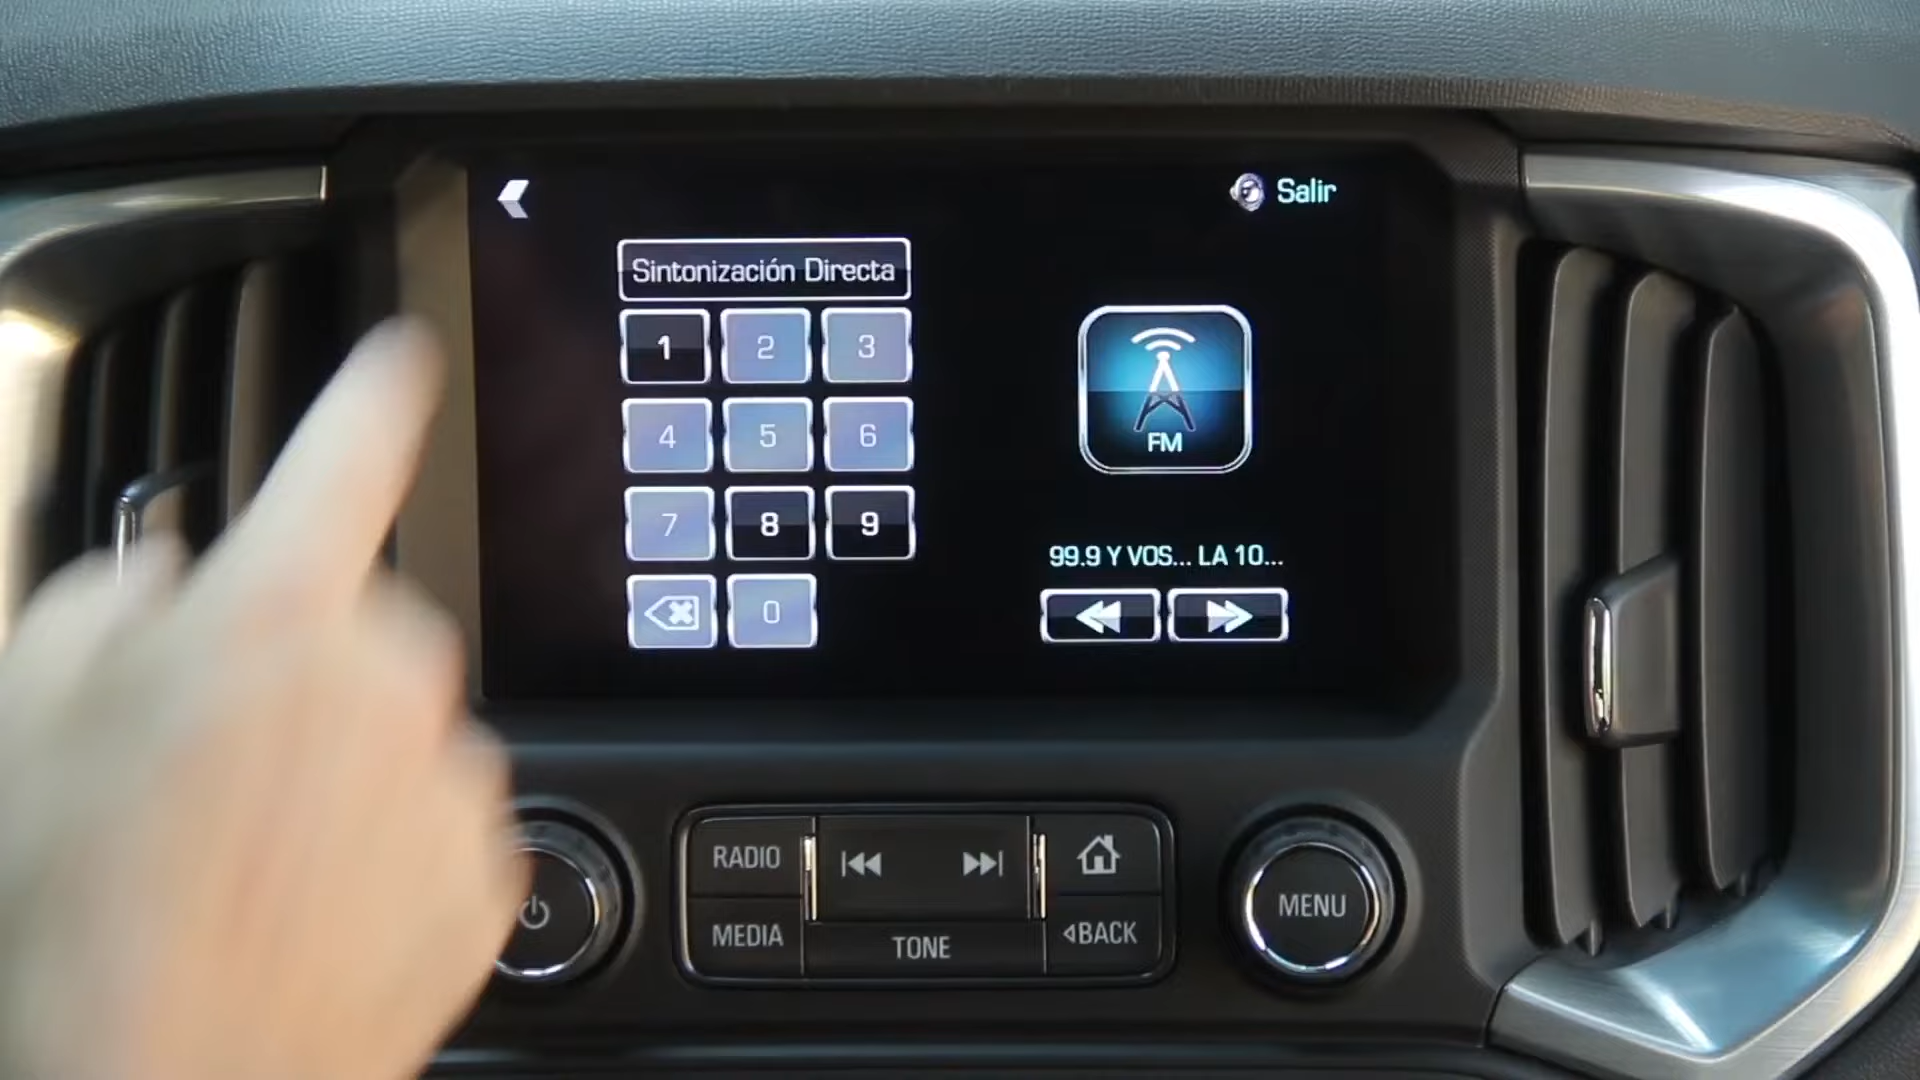 Salir
Sintonización Directa
1 2 3
4 5 6
7 8 9
0
FM
99.9 Y VOS... LA 10...
RADIO
MEDIA
TONE
BACK
MENU